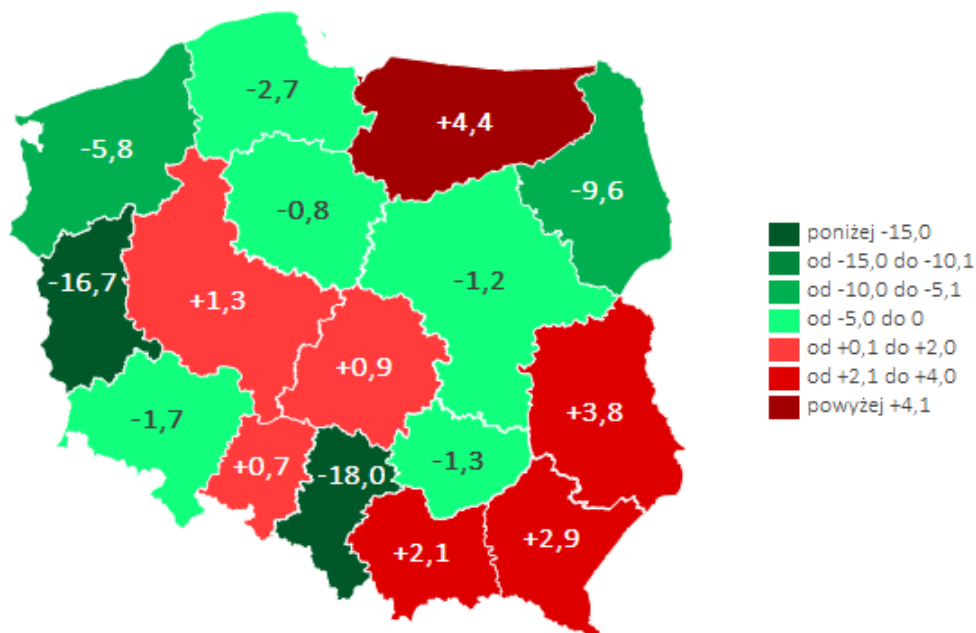 -2,7
+4,4
-5,8
-9,6
-0,8
-16,7
+1,3
-1,2
+0,9
+3,8
-1,7
+0,7
-18,0
-1,3
+2,1
+2,9
poniżej -15,0
od -15,0 do -10,1
od -10,0 do -5,1
od -5,0 do 0
od +0,1 do +2,0
od +2,1 do +4,0
powyżej +4,1